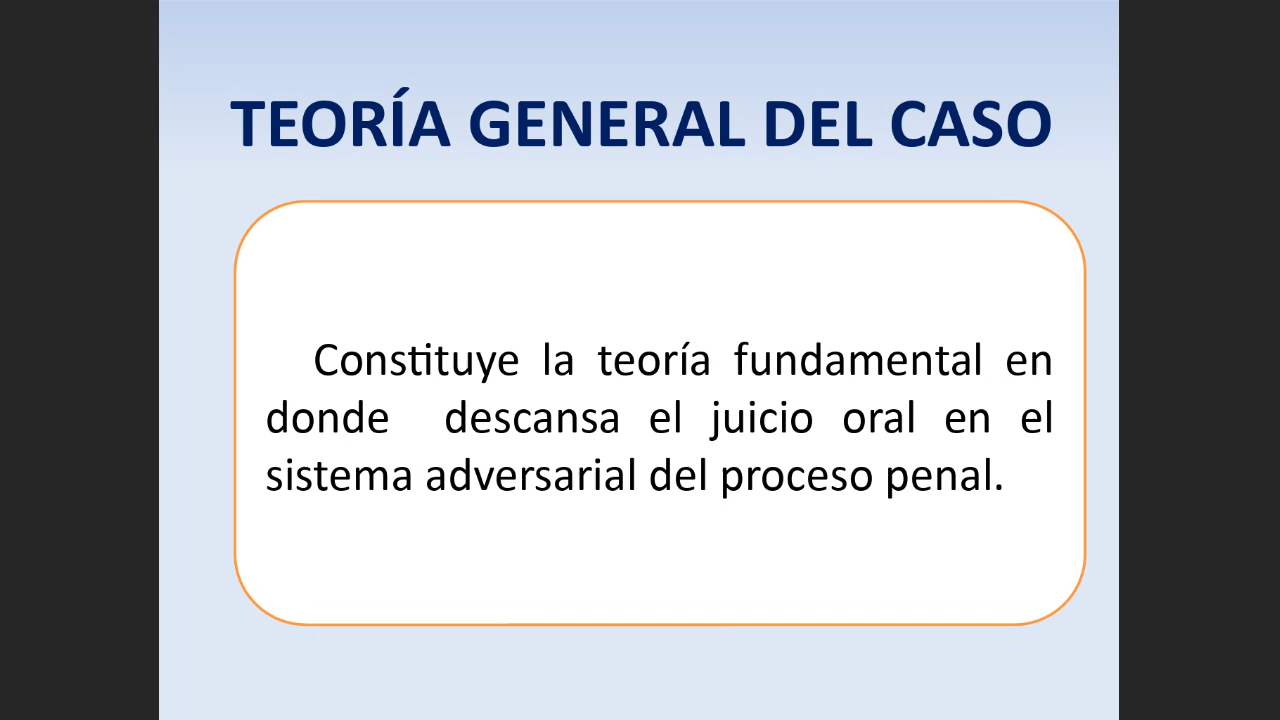 TEORÍA GENERAL DEL CASO
Constituye la teoría fundamental en
donde descansa el juicio oral en el
sistema adversarial del proceso penal.